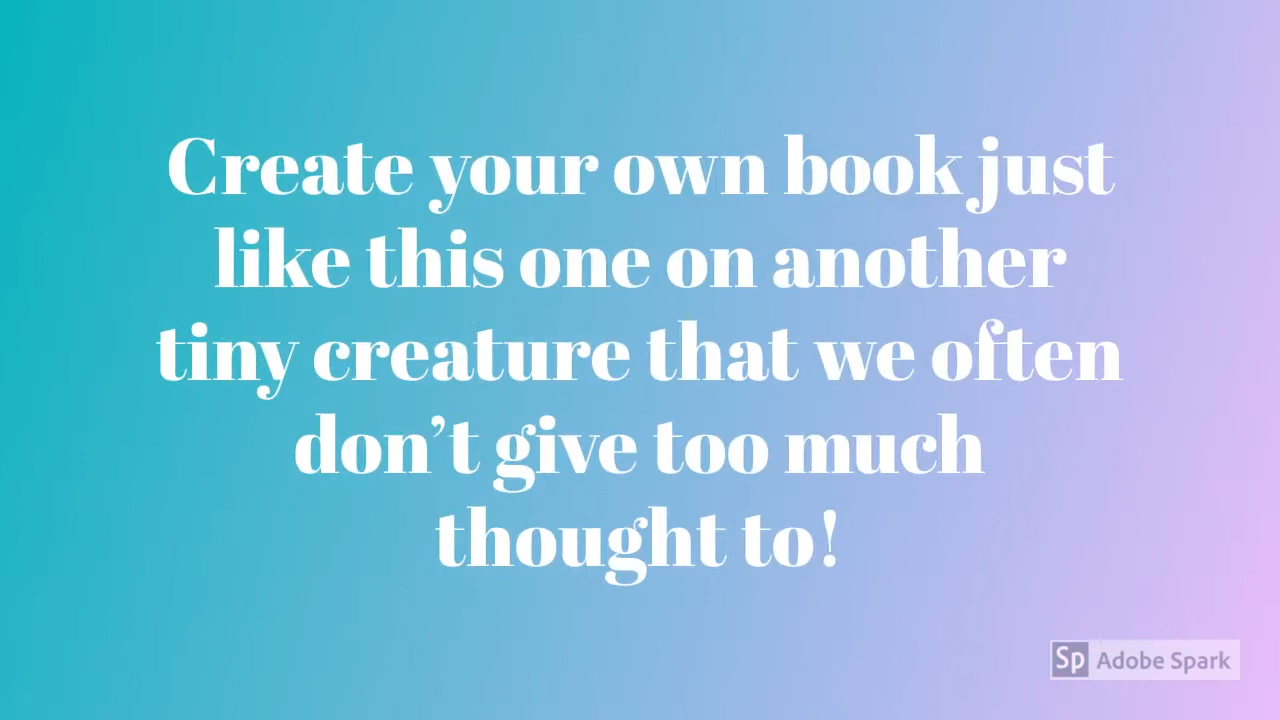 Create your own book just
like this one on another
tiny creature that we often
don’t give too much
thought to!
Sp Adobe Spark